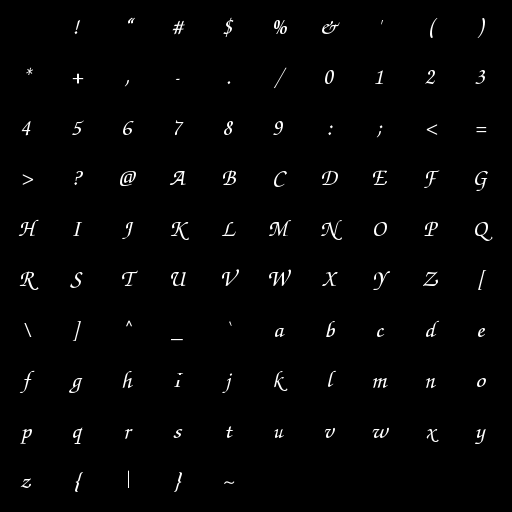 ! “ # $ % & ' ( )
* + , - . / 0 1 2 3
4 5 6 7 8 9 : ; < =
> ? @ A B C D E F G
H I J K L M N O P Q
R S T U V W X Y Z [
\ ] ^ _ ` a b c d e
f g h i j k l m n o
p q r s t u v w x y
z { | } ~